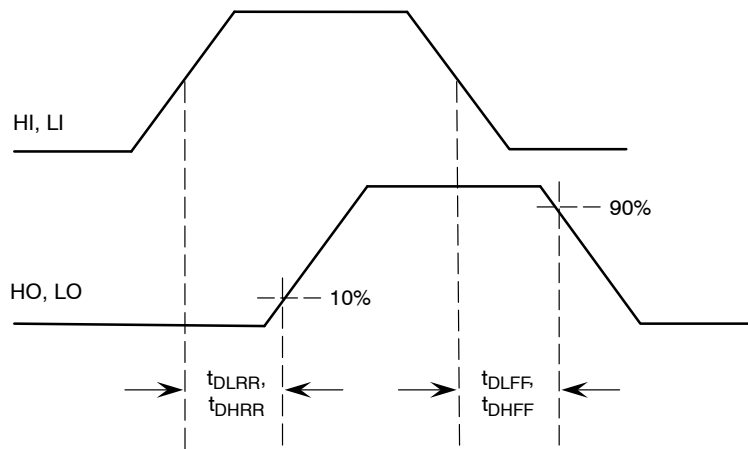 HI, LI
90%
HO, LO
10%
tDLRR,
tDHRR
tDLFF,
tDHFF